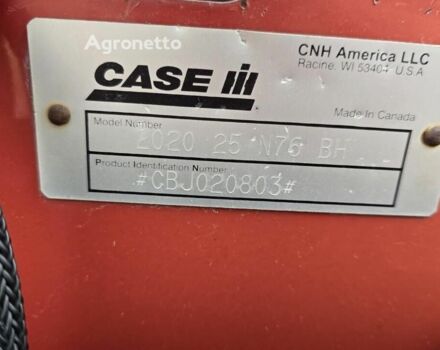 Agronetto
CNH America LLC
Racine, WI 53404 U.S.A
CASE IH
Made In Canada
Model Number
2020 25 N76 BH
Product Identification Number
#CBJ020803#